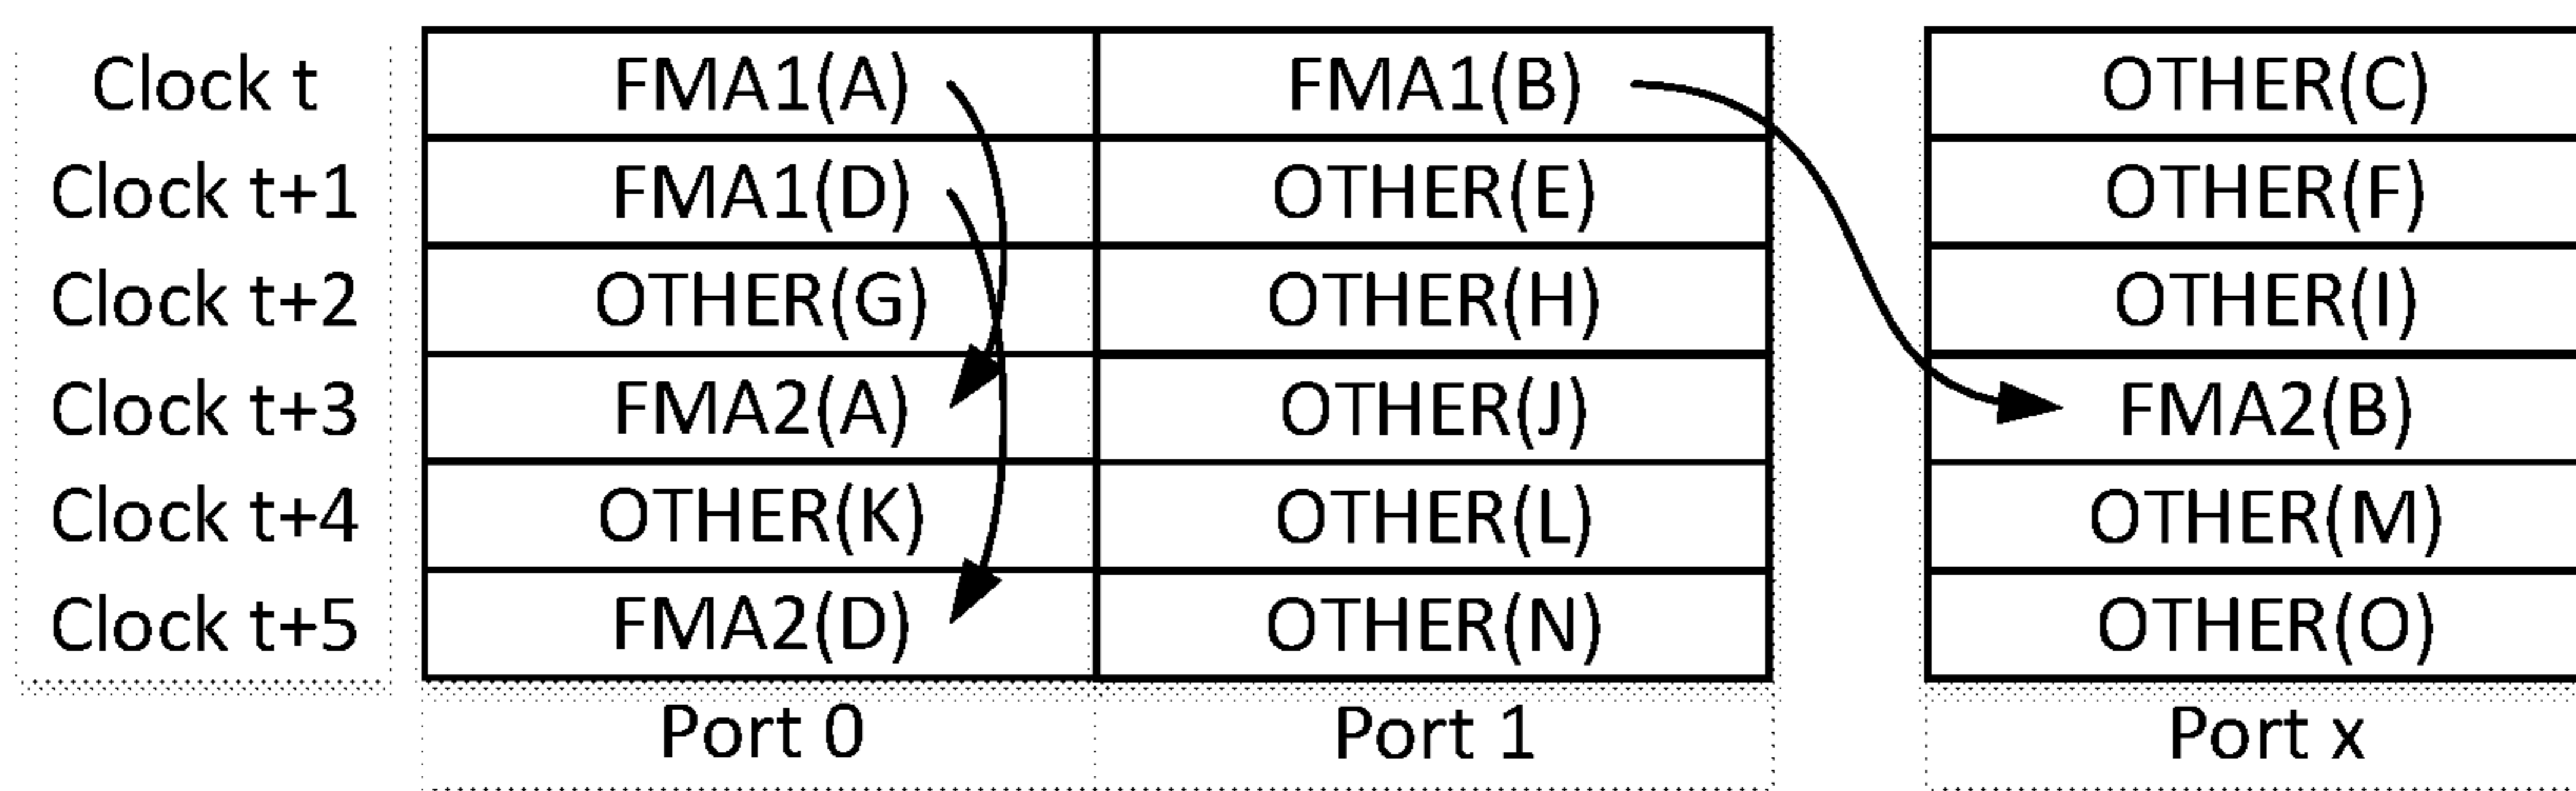 Clock t FMA1(A) FMA1(B) OTHER(C)
Clock t+1 FMA1(D) OTHER(E) OTHER(F)
Clock t+2 OTHER(G) OTHER(H) OTHER(I)
Clock t+3 FMA2(A) OTHER(J) FMA2(B)
Clock t+4 OTHER(K) OTHER(L) OTHER(M)
Clock t+5 FMA2(D) OTHER(N) OTHER(O)
Port 0 Port 1 Port x